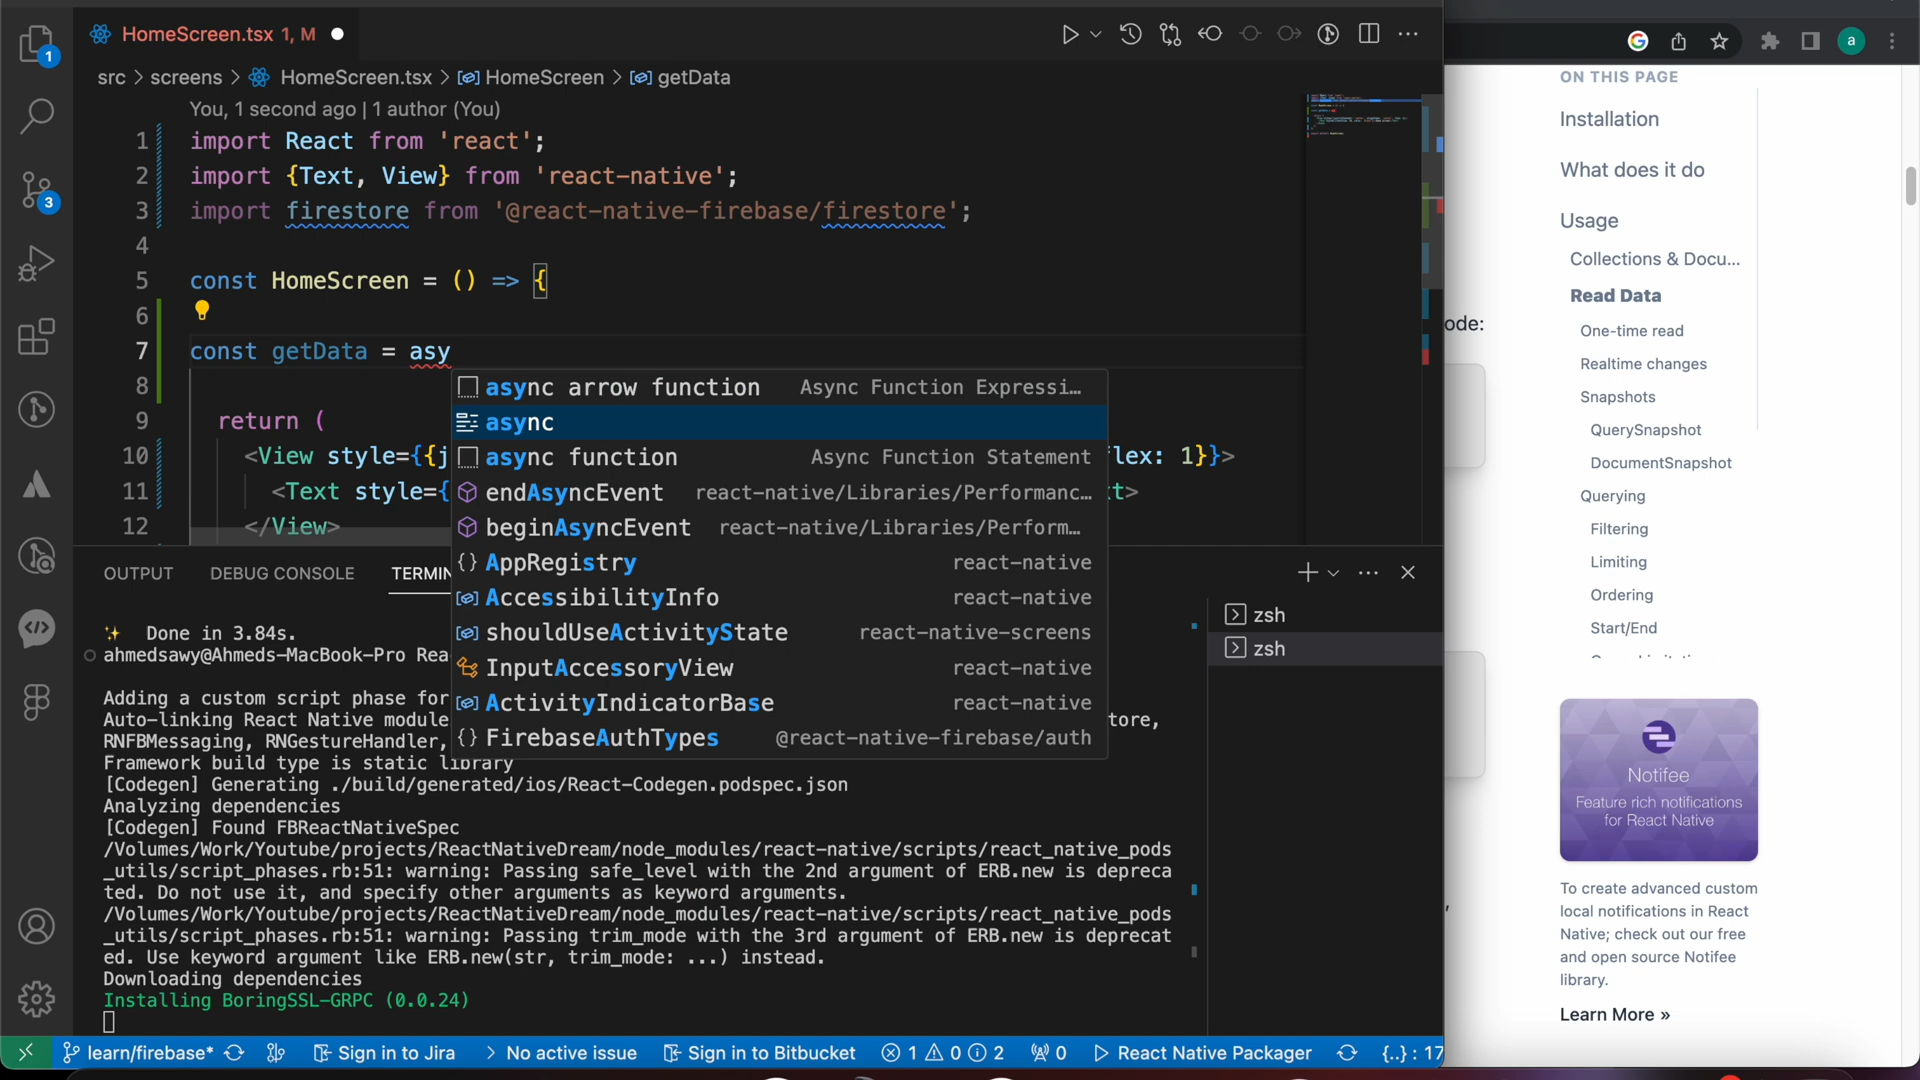 HomeScreen.tsx 1, M
src > screens > HomeScreen.tsx > HomeScreen > getData
You, 1 second ago | 1 author (You)
1 import React from 'react';
2 import {Text, View} from 'react-native';
3 import firestore from '@react-native-firebase/firestore';
4
5 const HomeScreen = () => {
6
7 const getData = asy
8
9 return (
10 <View style={{j lex: 1}}>
11 <Text style={ t>
12 </View>
async arrow function Async Function Expressi…
async
async function Async Function Statement
endAsyncEvent react-native/Libraries/Performanc…
beginAsyncEvent react-native/Libraries/Perform…
AppRegistry react-native
AccessibilityInfo react-native
shouldUseActivityState react-native-screens
InputAccessoryView react-native
ActivityIndicatorBase react-native
FirebaseAuthTypes @react-native-firebase/auth
OUTPUT DEBUG CONSOLE TERMIN
zsh
zsh
Done in 3.84s.
ahmedsawy@Ahmeds-MacBook-Pro Rea
Adding a custom script phase for
Auto-linking React Native module tore,
RNFBMessaging, RNGestureHandler,
Framework build type is static library
[Codegen] Generating ./build/generated/ios/React-Codegen.podspec.json
Analyzing dependencies
[Codegen] Found FBReactNativeSpec
/Volumes/Work/Youtube/projects/ReactNativeDream/node_modules/react-native/scripts/react_native_pods
_utils/script_phases.rb:51: warning: Passing safe_level with the 2nd argument of ERB.new is depreca
ted. Do not use it, and specify other arguments as keyword arguments.
/Volumes/Work/Youtube/projects/ReactNativeDream/node_modules/react-native/scripts/react_native_pods
_utils/script_phases.rb:51: warning: Passing trim_mode with the 3rd argument of ERB.new is deprecat
ed. Use keyword argument like ERB.new(str, trim_mode: ...) instead.
Downloading dependencies
Installing BoringSSL-GRPC (0.0.24)
1
3
learn/firebase* Sign in to Jira No active issue Sign in to Bitbucket 1 0 2 0 React Native Packager {..} : 17
a
ode:
,
ON THIS PAGE
Installation
What does it do
Usage
Collections & Docu...
Read Data
One-time read
Realtime changes
Snapshots
QuerySnapshot
DocumentSnapshot
Querying
Filtering
Limiting
Ordering
Start/End
Notifee
Feature rich notifications
for React Native
To create advanced custom
local notifications in React
Native; check out our free
and open source Notifee
library.
Learn More »